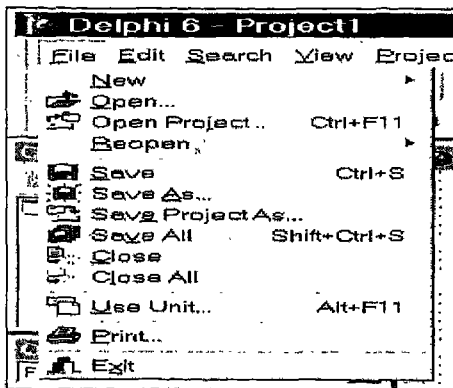 Delphi 6 - Project1
File Edit Search View Projec
New
Open...
Open Project.. Ctrl+F11
Reopen
Save Ctrl+S
Save As...
Save Project As...
Save All Shift+Ctrl+S
Close
Close All
Use Unit... Alt+F11
Print...
Exit
F